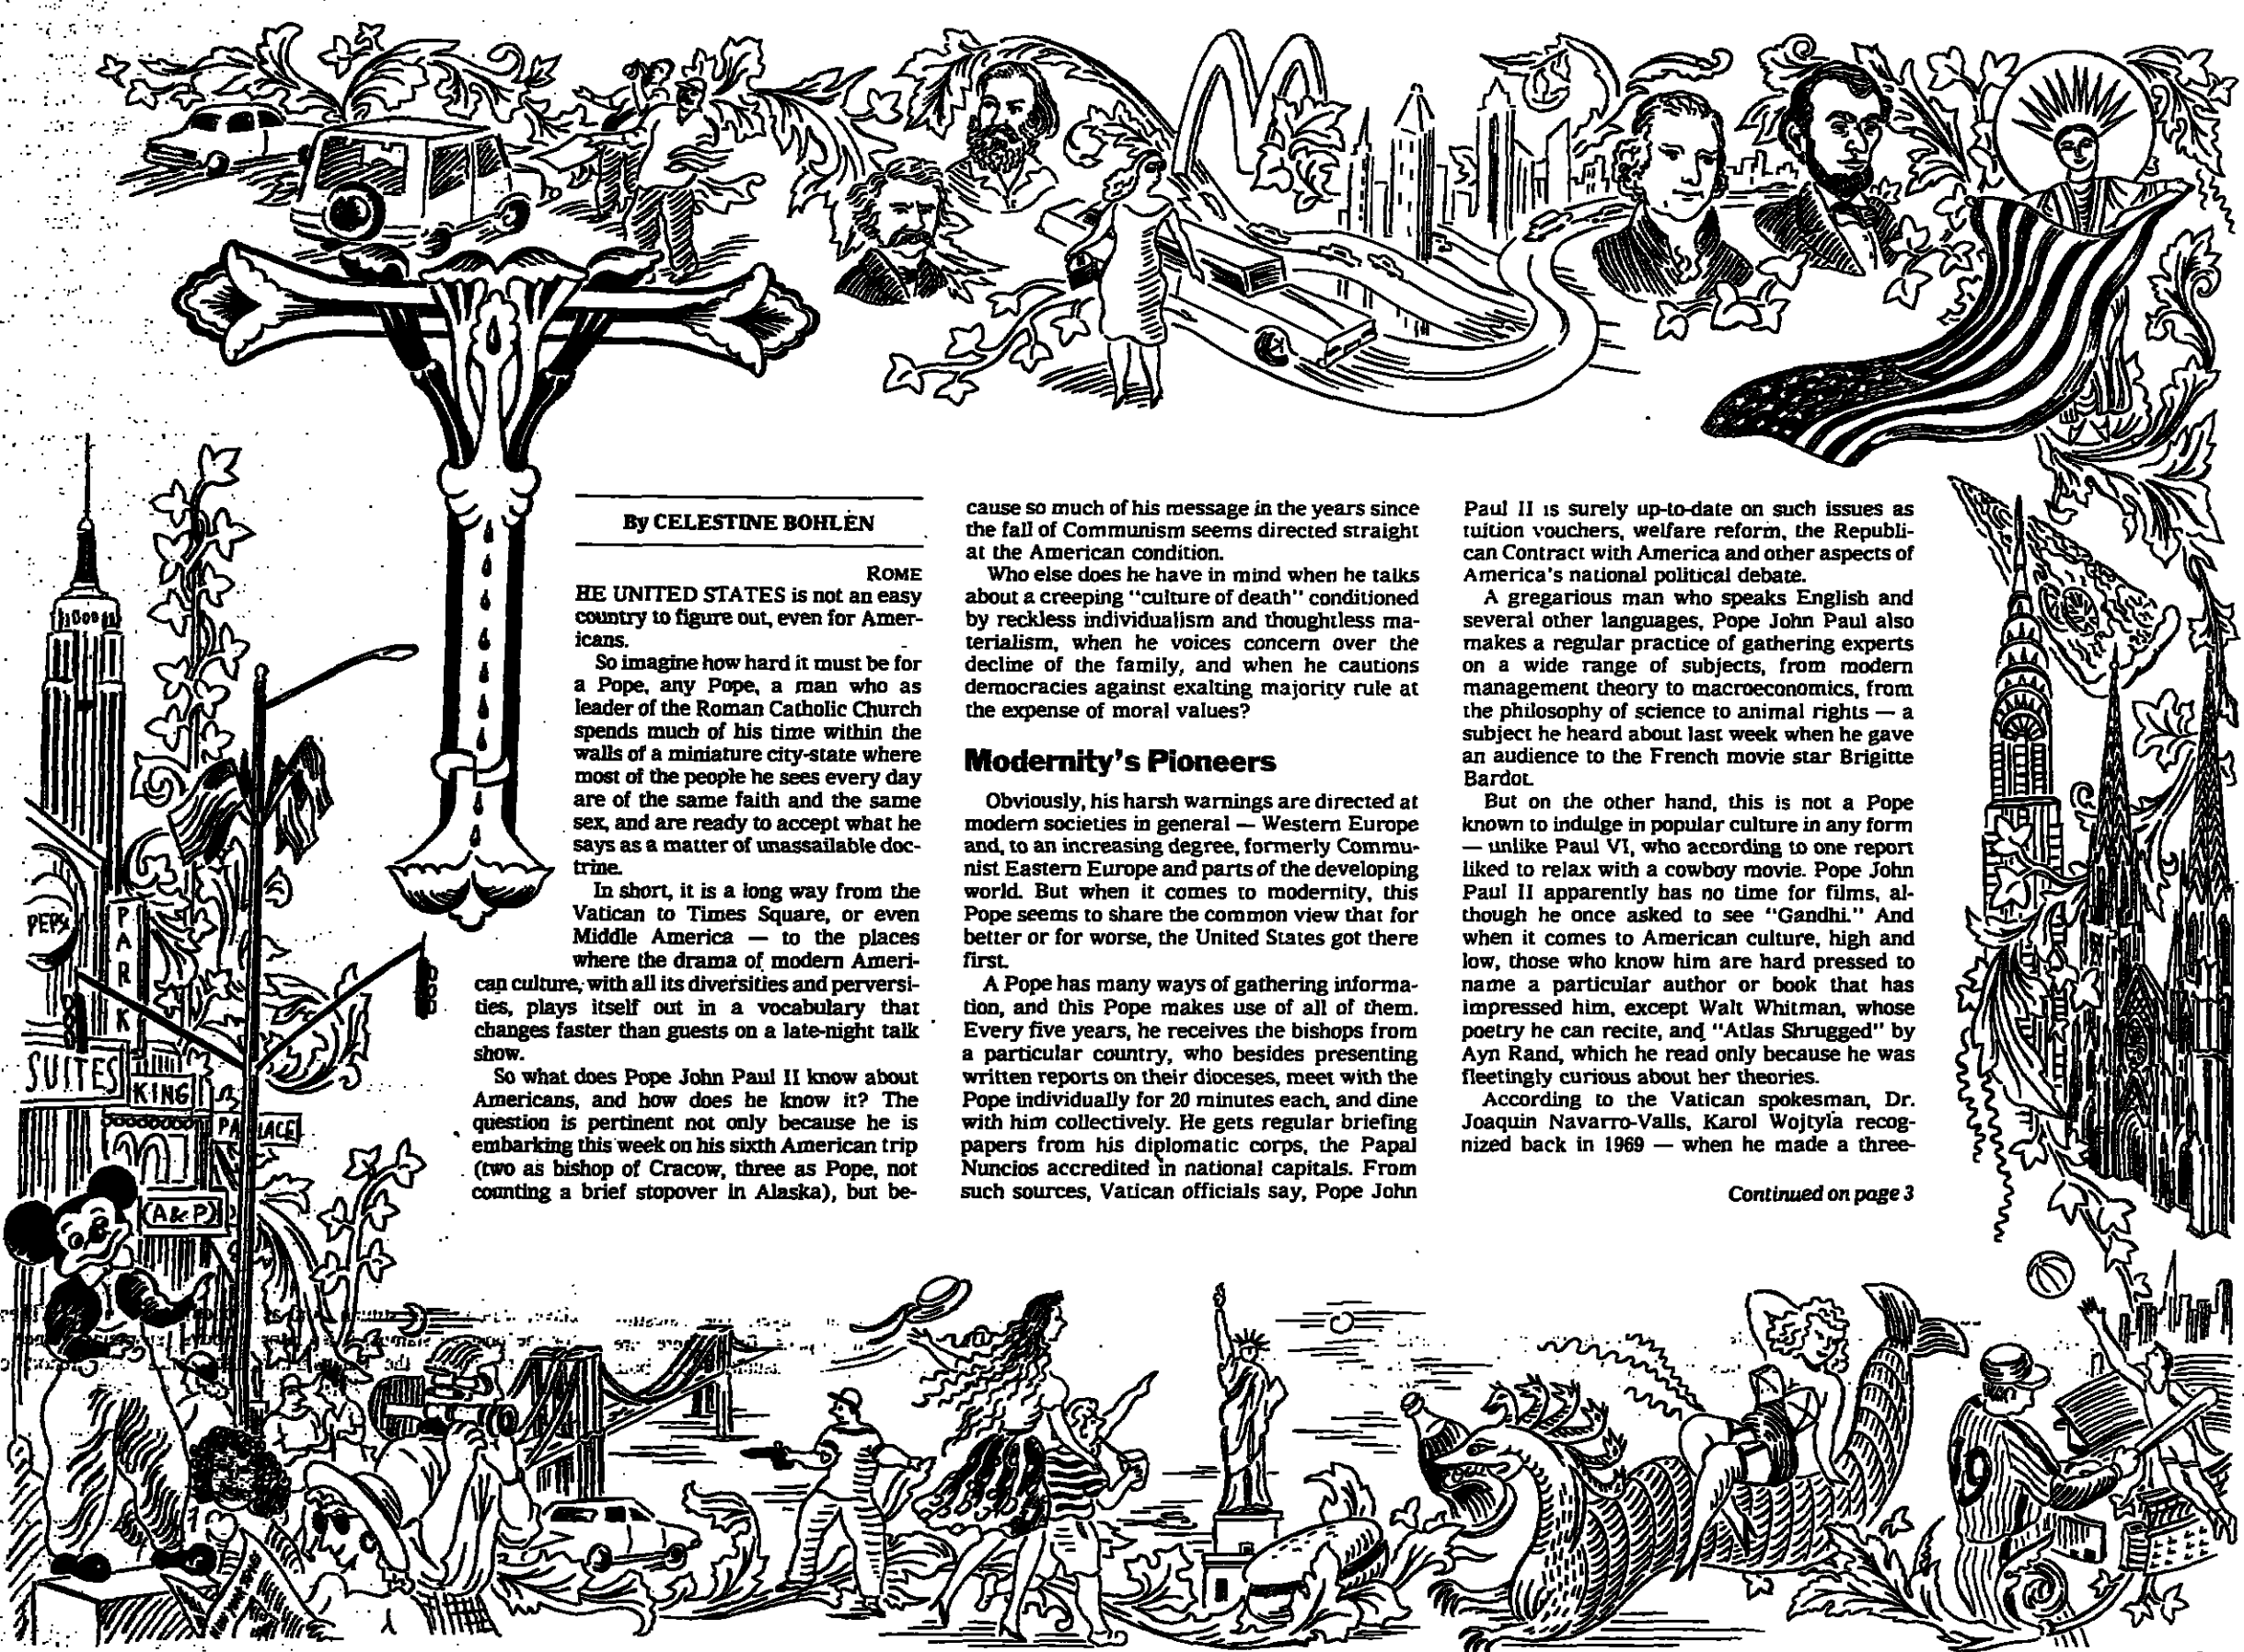 By CELESTINE BOHLEN
ROME
THE UNITED STATES is not an easy
country to figure out, even for Amer-
icans.
So imagine how hard it must be for
a Pope, any Pope, a man who as
leader of the Roman Catholic Church
spends much of his time within the
walls of a miniature city-state where
most of the people he sees every day
are of the same faith and the same
sex, and are ready to accept what he
says as a matter of unassailable doc-
trine.
In short, it is a long way from the
Vatican to Times Square, or even
Middle America — to the places
where the drama of modern Ameri-
can culture, with all its diversities and perversi-
ties, plays itself out in a vocabulary that
changes faster than guests on a late-night talk
show.
So what does Pope John Paul II know about
Americans, and how does he know it? The
question is pertinent not only because he is
embarking this week on his sixth American trip
(two as bishop of Cracow, three as Pope, not
counting a brief stopover in Alaska), but be-
cause so much of his message in the years since
the fall of Communism seems directed straight
at the American condition.
Who else does he have in mind when he talks
about a creeping "culture of death" conditioned
by reckless individualism and thoughtless ma-
terialism, when he voices concern over the
decline of the family, and when he cautions
democracies against exalting majority rule at
the expense of moral values?
Modernity's Pioneers
Obviously, his harsh warnings are directed at
modern societies in general — Western Europe
and, to an increasing degree, formerly Commu-
nist Eastern Europe and parts of the developing
world. But when it comes to modernity, this
Pope seems to share the common view that for
better or for worse, the United States got there
first.
A Pope has many ways of gathering informa-
tion, and this Pope makes use of all of them.
Every five years, he receives the bishops from
a particular country, who besides presenting
written reports on their dioceses, meet with the
Pope individually for 20 minutes each, and dine
with him collectively. He gets regular briefing
papers from his diplomatic corps, the Papal
Nuncios accredited in national capitals. From
such sources, Vatican officials say, Pope John
Paul II is surely up-to-date on such issues as
tuition vouchers, welfare reform, the Republi-
can Contract with America and other aspects of
America's national political debate.
A gregarious man who speaks English and
several other languages, Pope John Paul also
makes a regular practice of gathering experts
on a wide range of subjects, from modern
management theory to macroeconomics, from
the philosophy of science to animal rights — a
subject he heard about last week when he gave
an audience to the French movie star Brigitte
Bardot.
But on the other hand, this is not a Pope
known to indulge in popular culture in any form
— unlike Paul VI, who according to one report
liked to relax with a cowboy movie. Pope John
Paul II apparently has no time for films, al-
though he once asked to see "Gandhi." And
when it comes to American culture, high and
low, those who know him are hard pressed to
name a particular author or book that has
impressed him, except Walt Whitman, whose
poetry he can recite, and "Atlas Shrugged" by
Ayn Rand, which he read only because he was
fleetingly curious about her theories.
According to the Vatican spokesman, Dr.
Joaquin Navarro-Valls, Karol Wojtyla recog-
nized back in 1969 — when he made a three-
Continued on page 3
PEPS
PARK
SUITES
KING
PALACE
(A&P)
19